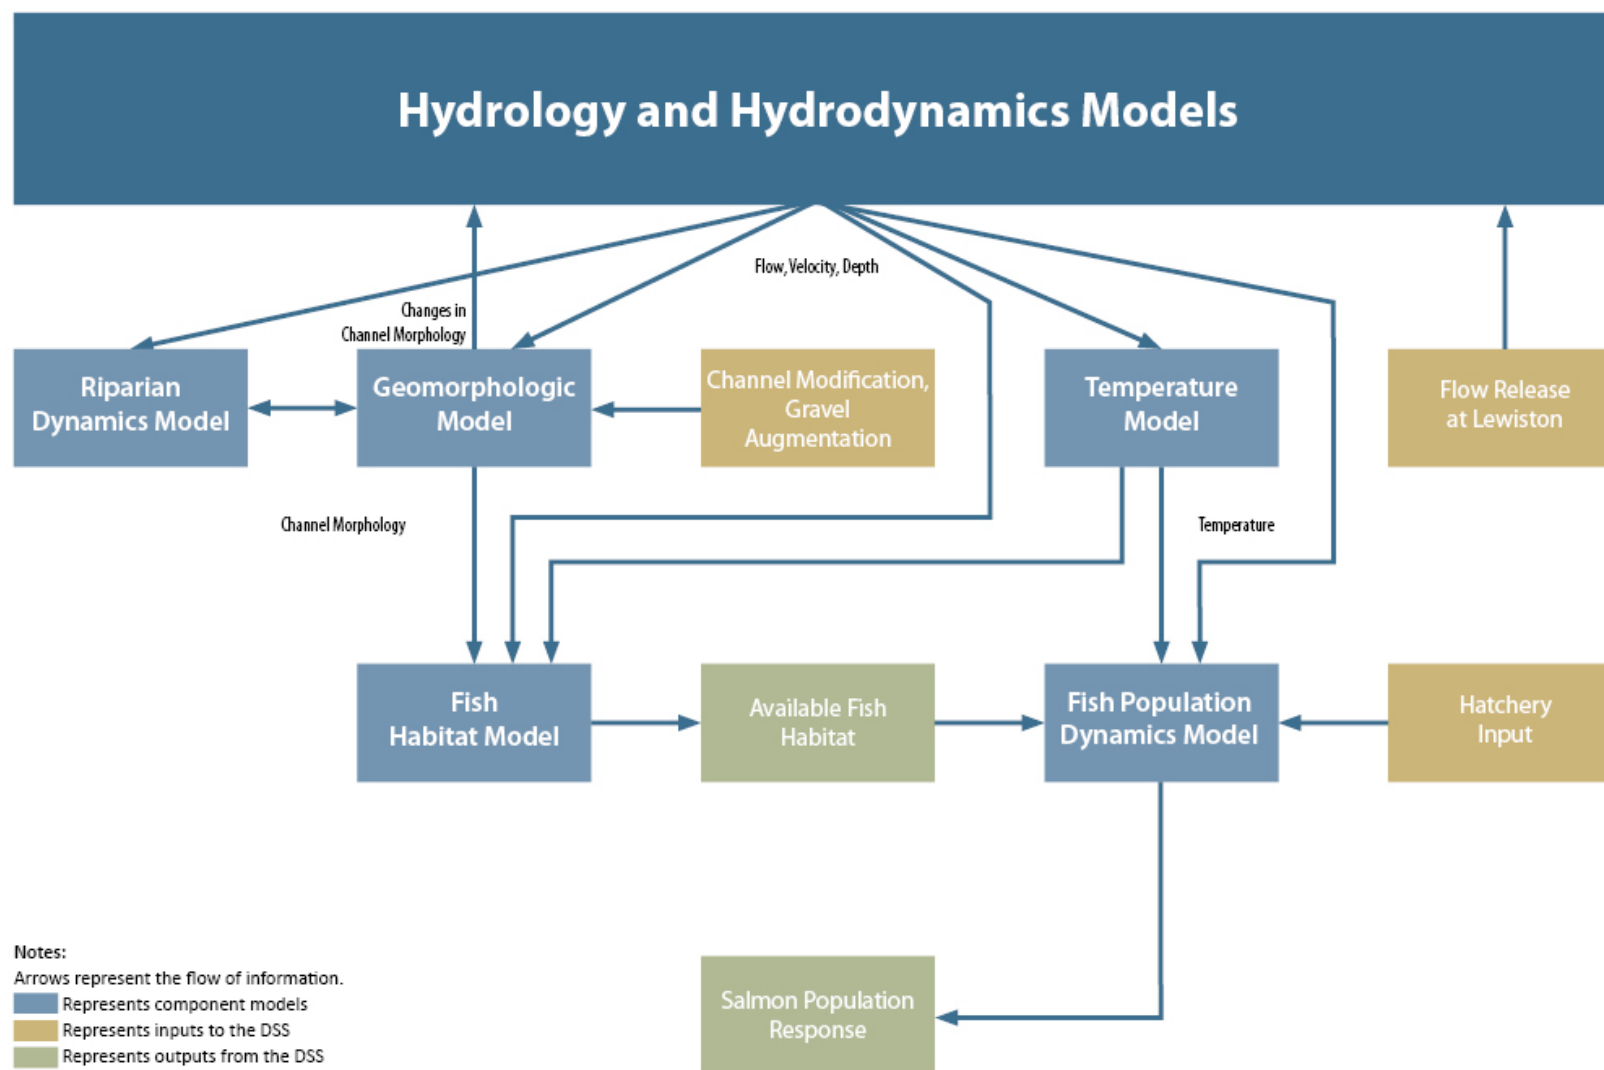 Hydrology and Hydrodynamics Models
Flow, Velocity, Depth
Changes in
Channel Morphology
Riparian
Dynamics Model
Geomorphologic
Model
Channel Modification,
Gravel
Augmentation
Temperature
Model
Flow Release
at Lewiston
Channel Morphology
Temperature
Fish
Habitat Model
Available Fish
Habitat
Fish Population
Dynamics Model
Hatchery
Input
Salmon Population
Response
Notes:
Arrows represent the flow of information.
Represents component models
Represents inputs to the DSS
Represents outputs from the DSS